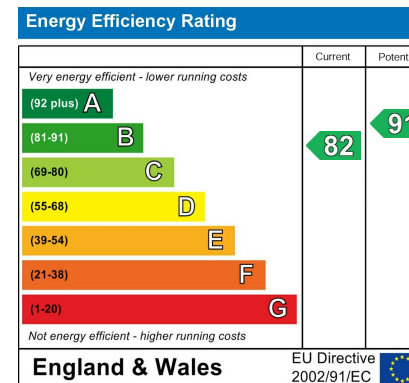 Energy Efficiency Rating
Current Potent
Very energy efficient - lower running costs
(92 plus) A
(81-91) B
(69-80) C
(55-68) D
(39-54) E
(21-38) F
(1-20) G
82
91
Not energy efficient - higher running costs
England & Wales
EU Directive
2002/91/EC